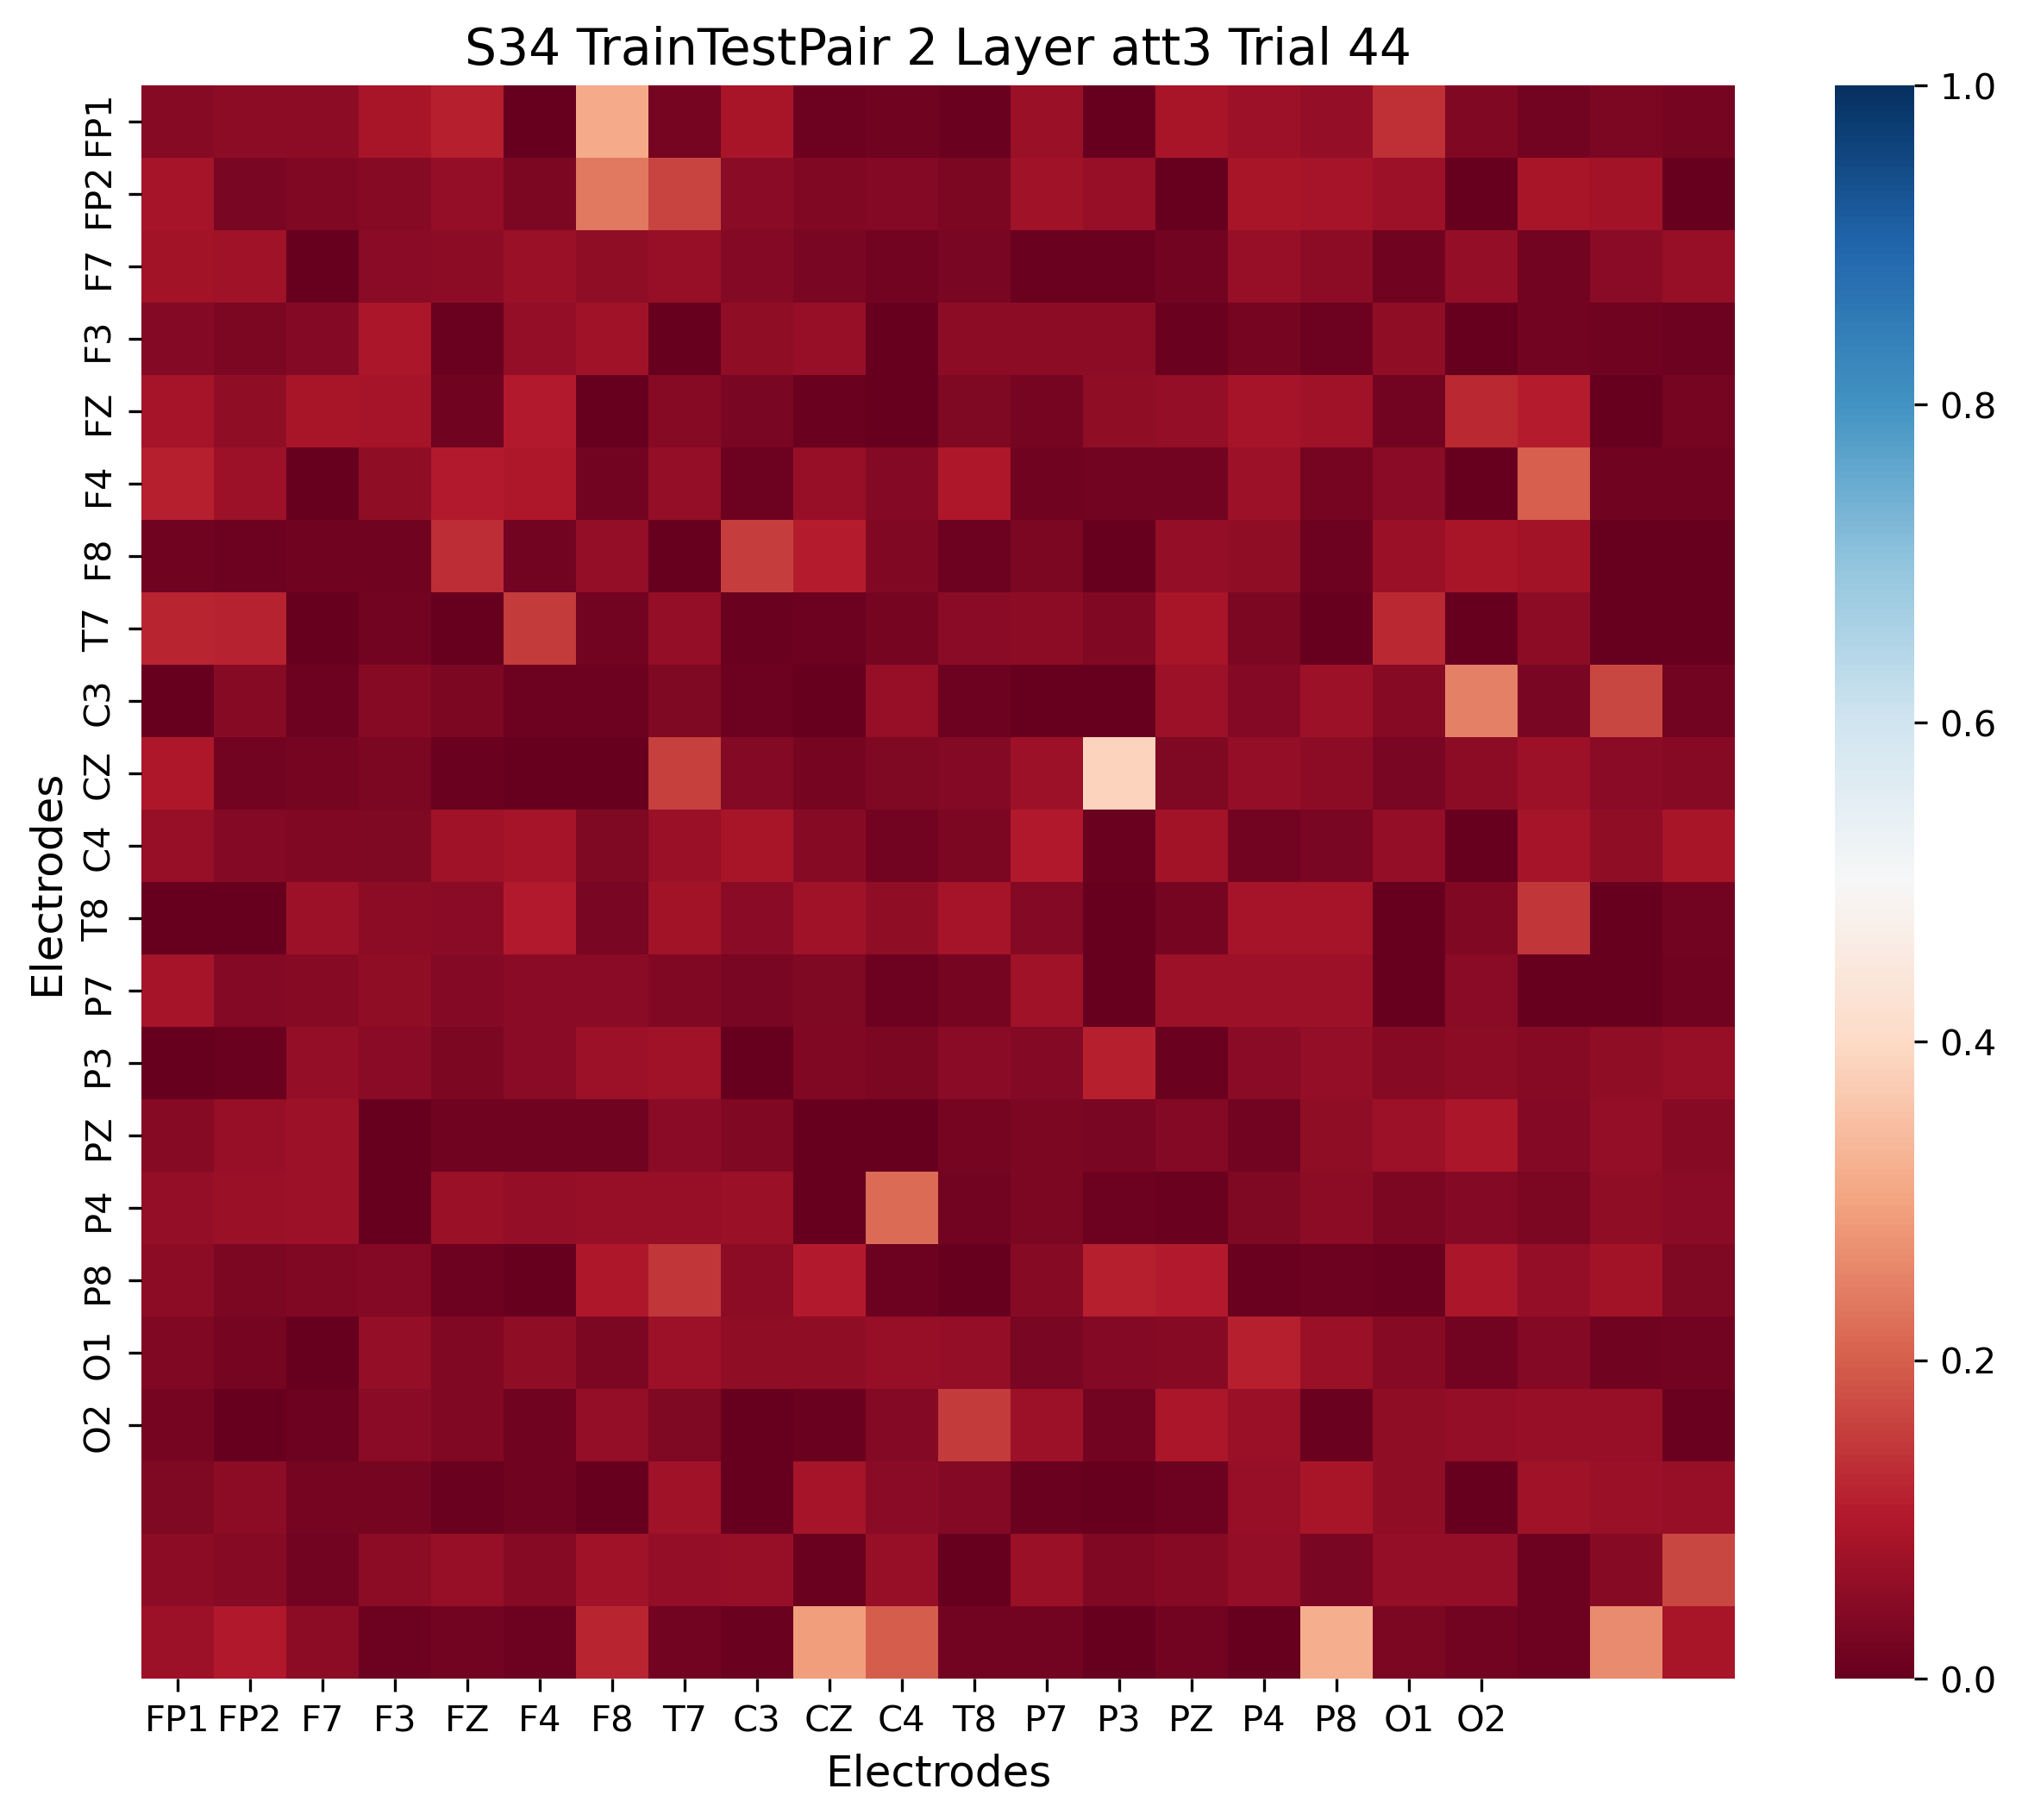 S34 TrainTestPair 2 Layer att3 Trial 44
Electrodes
FP1
FP2
F7
F3
FZ
F4
F8
T7
C3
CZ
C4
T8
P7
P3
PZ
P4
P8
O1
O2
FP1 FP2 F7 F3 FZ F4 F8 T7 C3 CZ C4 T8 P7 P3 PZ P4 P8 O1 O2
Electrodes
1.0
0.8
0.6
0.4
0.2
0.0